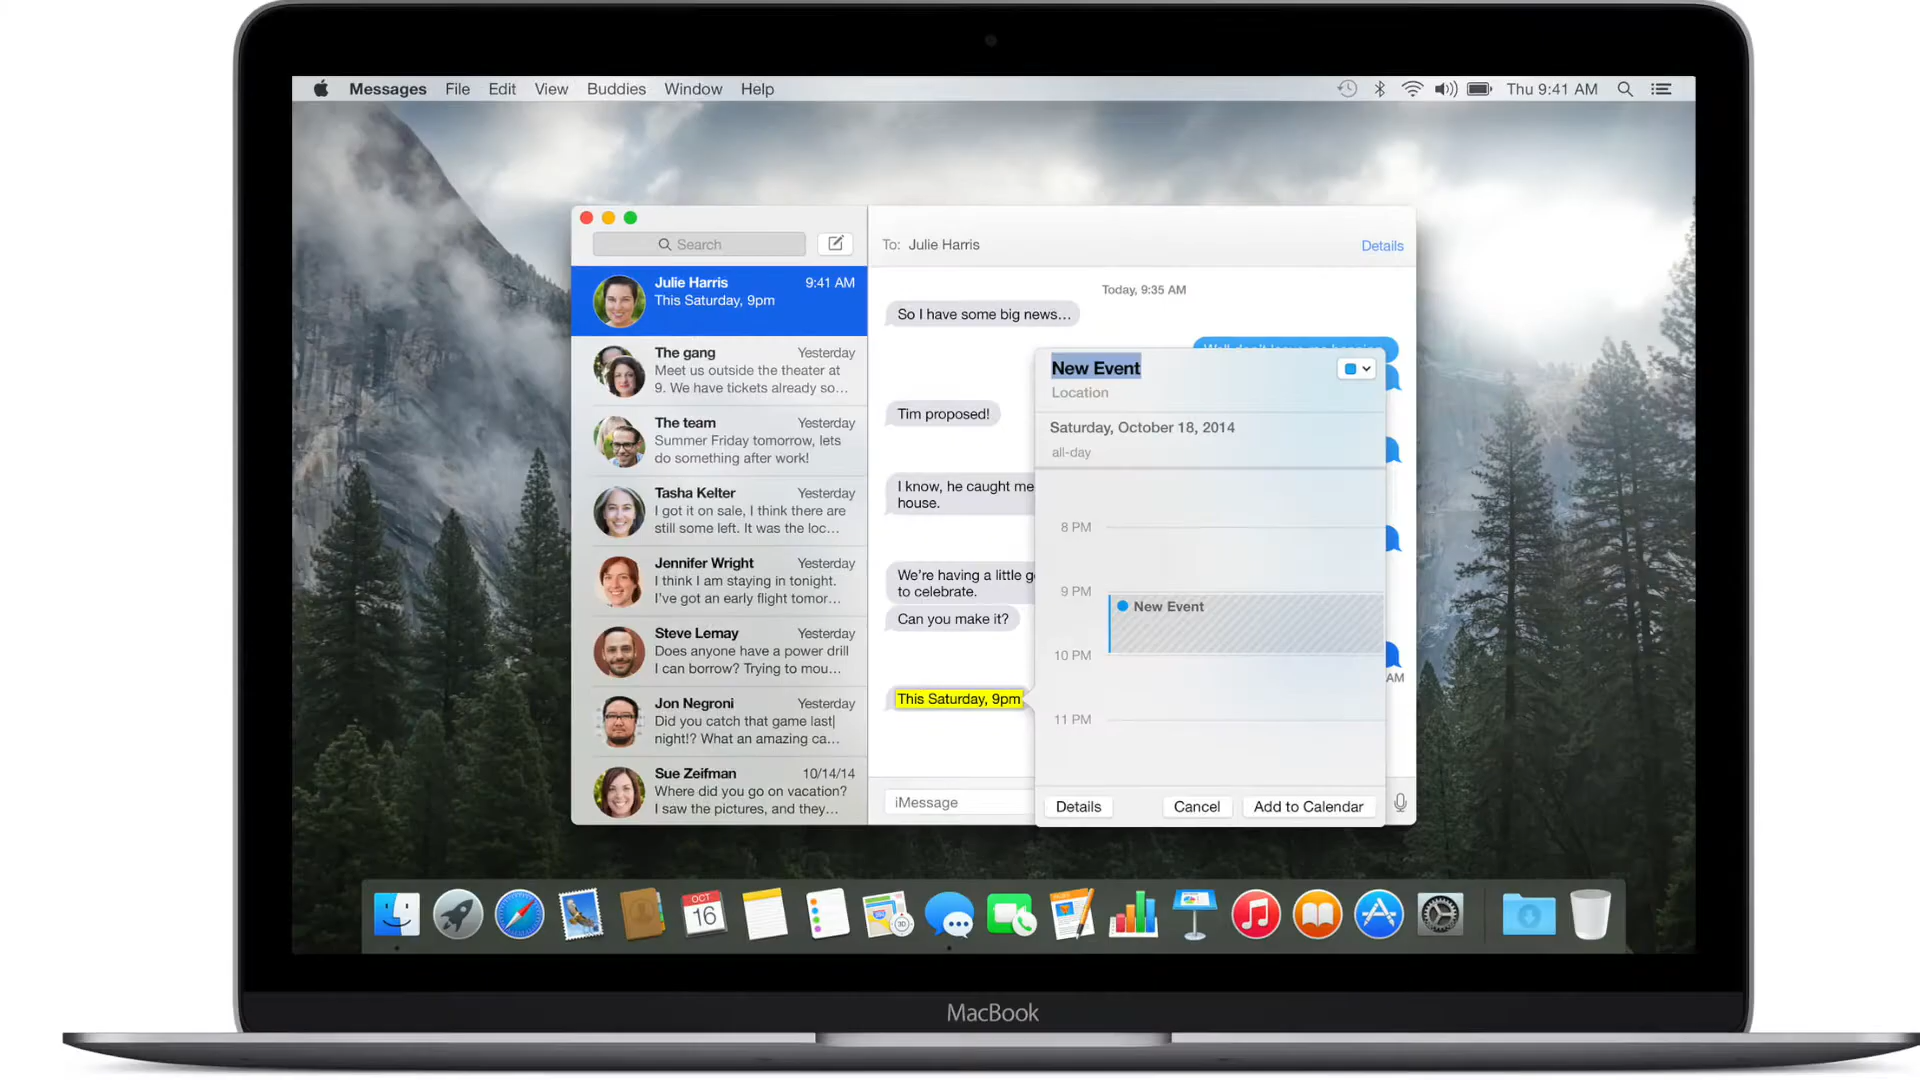 Messages File Edit View Buddies Window Help
Thu 9:41 AM
Search
Julie Harris 9:41 AM
This Saturday, 9pm
The gang Yesterday
Meet us outside the theater at
9. We have tickets already so...
The team Yesterday
Summer Friday tomorrow, lets
do something after work!
Tasha Kelter Yesterday
I got it on sale, I think there are
still some left. It was the loc...
Jennifer Wright Yesterday
I think I am staying in tonight.
I've got an early flight tomor...
Steve Lemay Yesterday
Does anyone have a power drill
I can borrow? Trying to mou...
Jon Negroni Yesterday
Did you catch that game last
night!? What an amazing ca...
Sue Zeifman 10/14/14
Where did you go on vacation?
I saw the pictures, and they...
To: Julie Harris
Details
Today, 9:35 AM
So I have some big news...
Tim proposed!
I know, he caught me
house.
We're having a little g
to celebrate.
Can you make it?
AM
This Saturday, 9pm
iMessage
New Event
Location
Saturday, October 18, 2014
all-day
8 PM
9 PM
New Event
10 PM
11 PM
Details Cancel Add to Calendar
OCT
16
30
MacBook